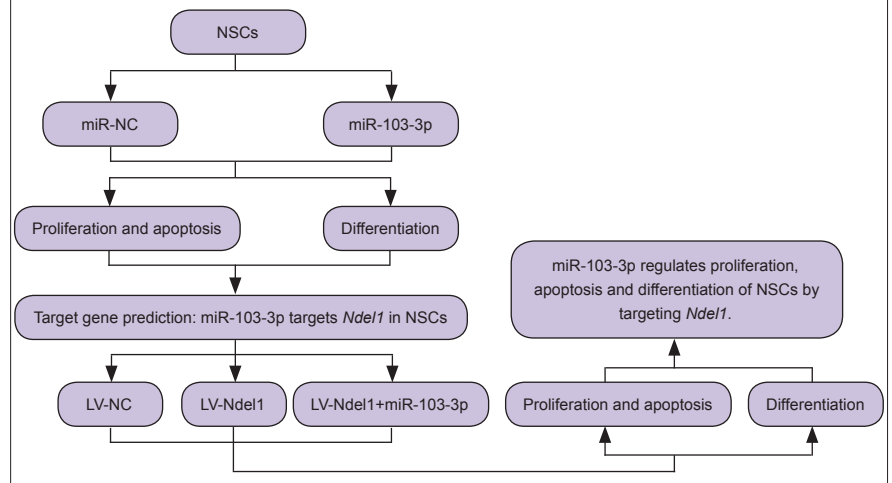 NSCs
miR-NC
miR-103-3p
Proliferation and apoptosis
Differentiation
Target gene prediction: miR-103-3p targets Ndel1 in NSCs
LV-NC
LV-Ndel1
LV-Ndel1+miR-103-3p
Proliferation and apoptosis
Differentiation
miR-103-3p regulates proliferation,
apoptosis and differentiation of NSCs by
targeting Ndel1.